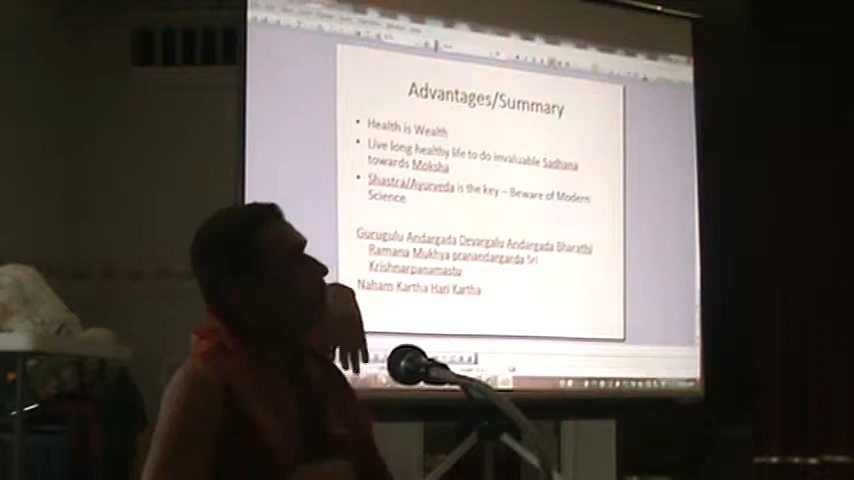 Advantages/Summary
• Health is Wealth
• Live long healthy life to do invaluable Sadhana
towards Moksha
• Shastra/Ayurveda is the key – Beware of Modern
Science
Gurugulu Andargada Devargalu Andargada Bharathi
Ramana Mukhya pranandargarda Sri
Krishnarpanamastu
Naham Kartha Hari Kartha